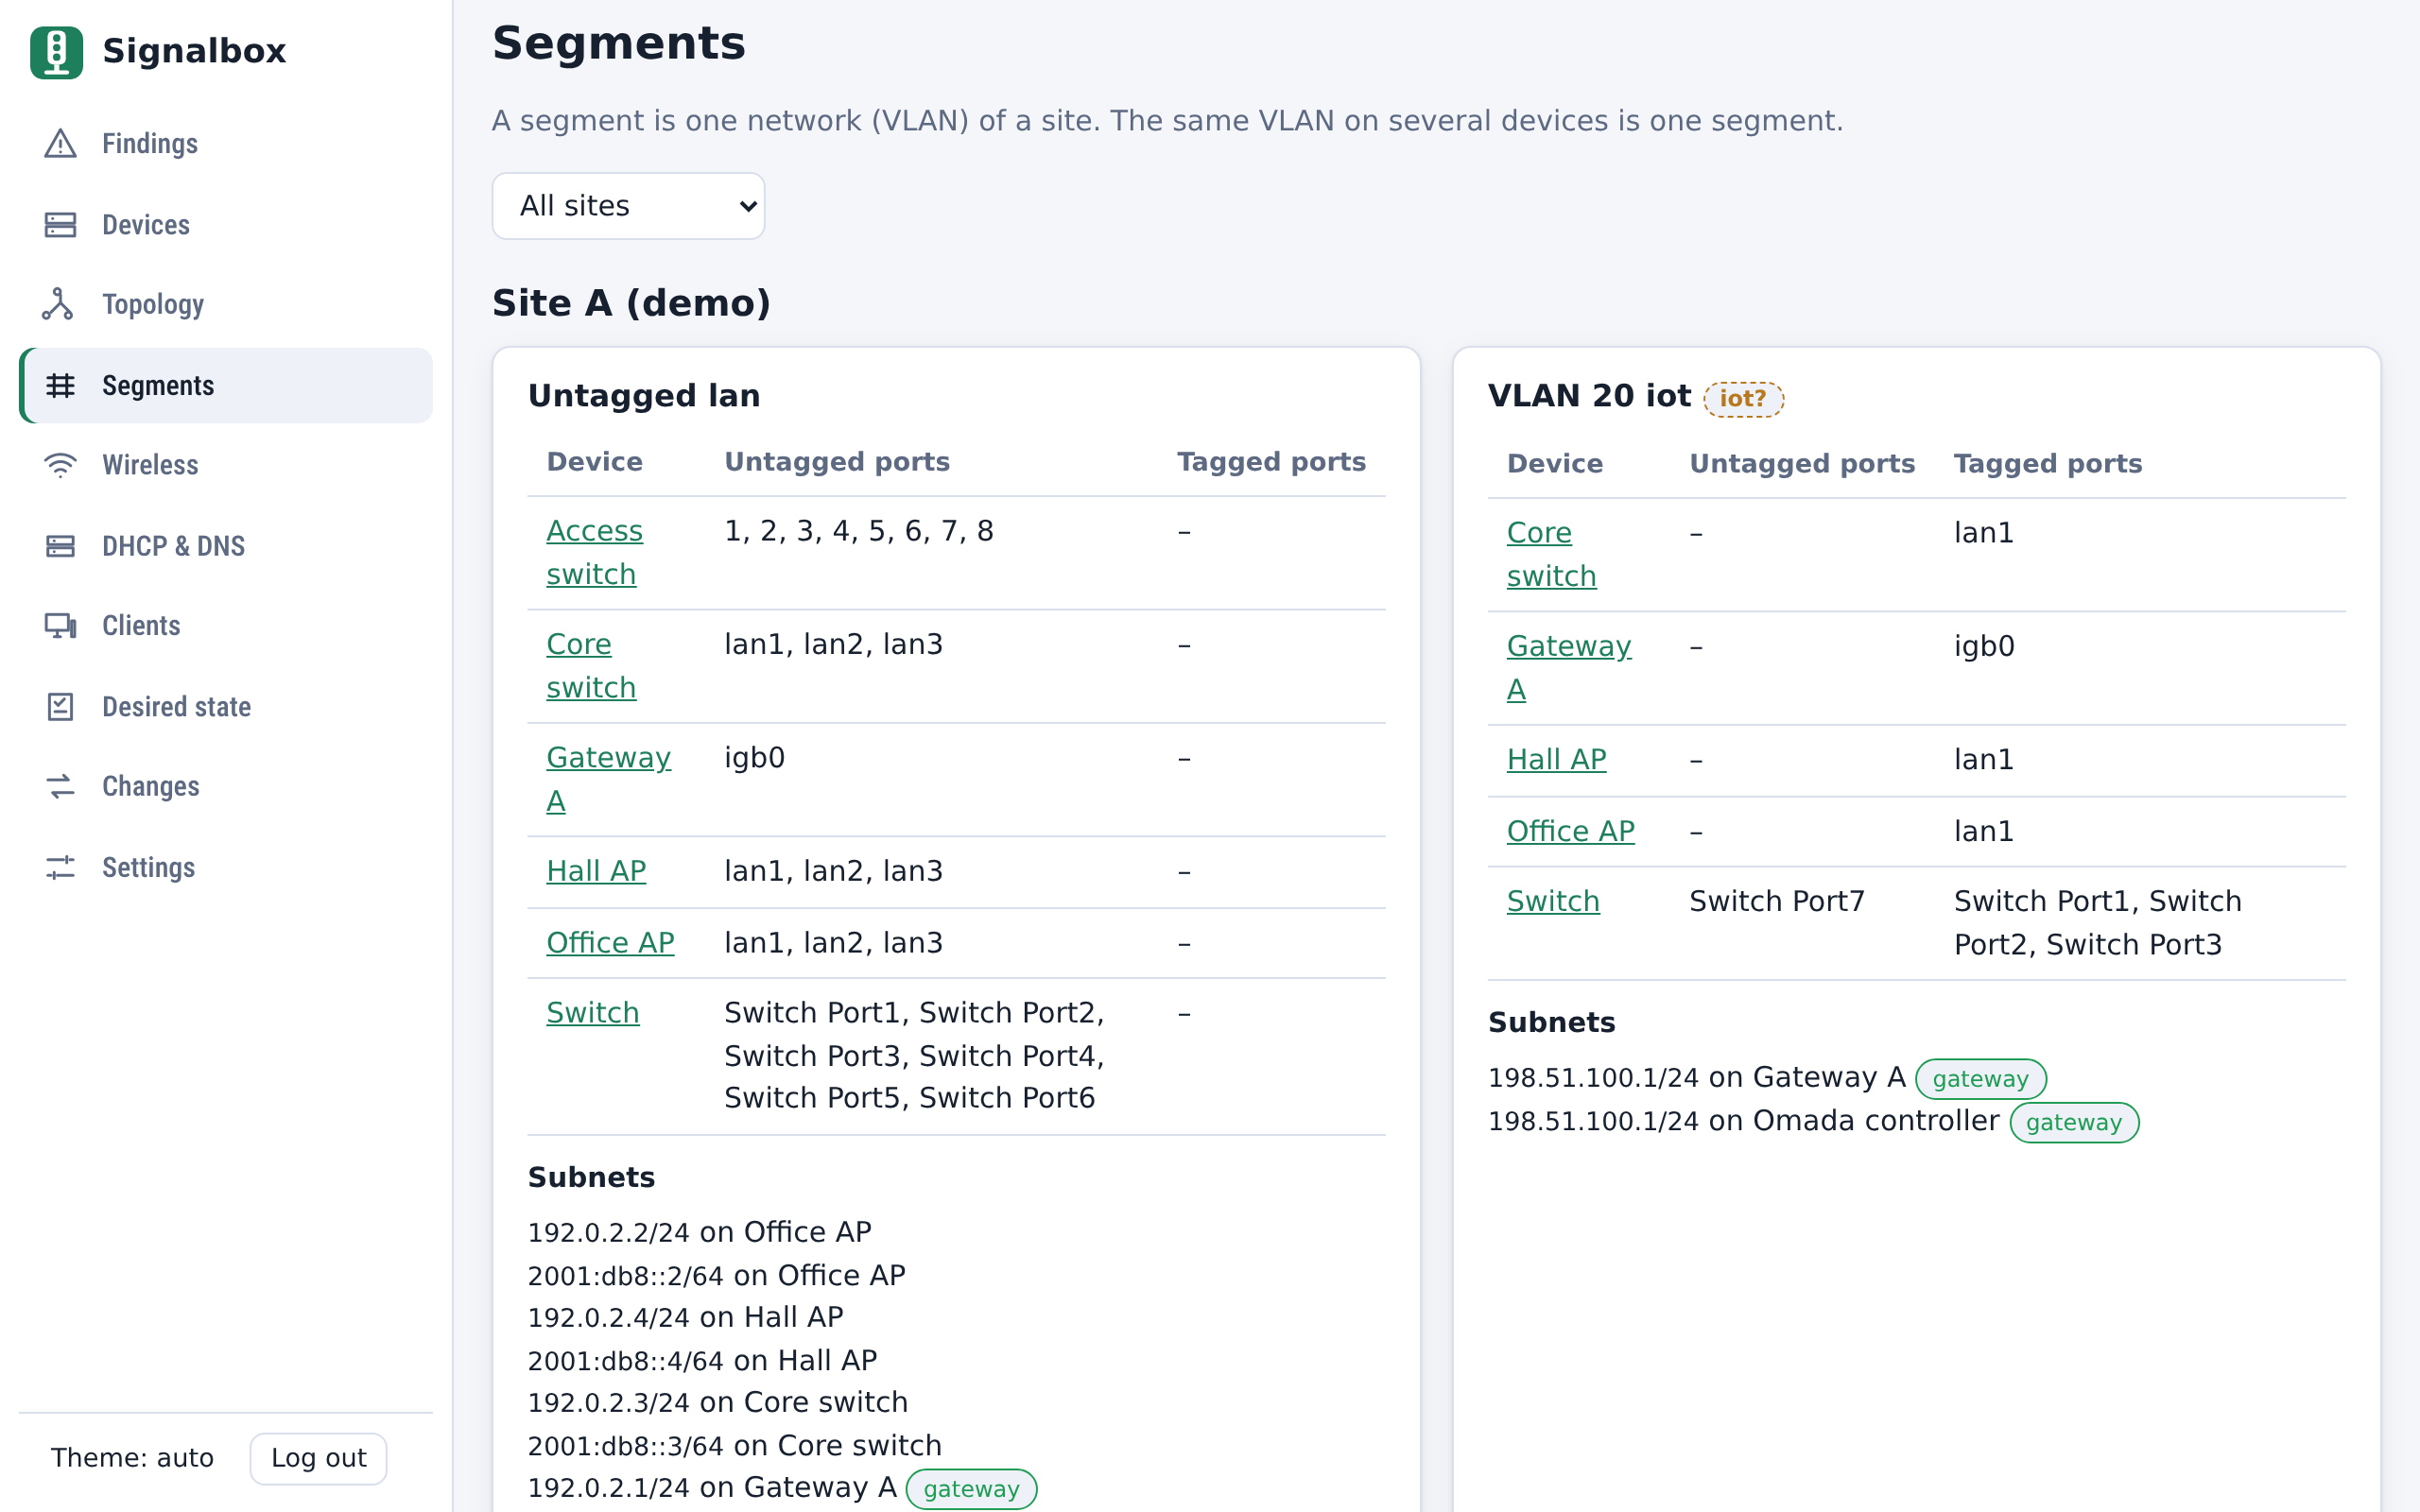 Signalbox
Findings
Devices
Topology
Segments
Wireless
DHCP & DNS
Clients
Desired state
Changes
Settings
Theme: auto
Log out
Segments
A segment is one network (VLAN) of a site. The same VLAN on several devices is one segment.
All sites
Site A (demo)
Untagged lan
Device Untagged ports Tagged ports
Access 1, 2, 3, 4, 5, 6, 7, 8 –
switch
Core lan1, lan2, lan3 –
switch
Gateway igb0 –
A
Hall AP lan1, lan2, lan3 –
Office AP lan1, lan2, lan3 –
Switch Switch Port1, Switch Port2, –
Switch Port3, Switch Port4,
Switch Port5, Switch Port6
Subnets
192.0.2.2/24 on Office AP
2001:db8::2/64 on Office AP
192.0.2.4/24 on Hall AP
2001:db8::4/64 on Hall AP
192.0.2.3/24 on Core switch
2001:db8::3/64 on Core switch
192.0.2.1/24 on Gateway A gateway
VLAN 20 iot iot?
Device Untagged ports Tagged ports
Core – lan1
switch
Gateway – igb0
A
Hall AP – lan1
Office AP – lan1
Switch Switch Port7 Switch Port1, Switch
Port2, Switch Port3
Subnets
198.51.100.1/24 on Gateway A gateway
198.51.100.1/24 on Omada controller gateway